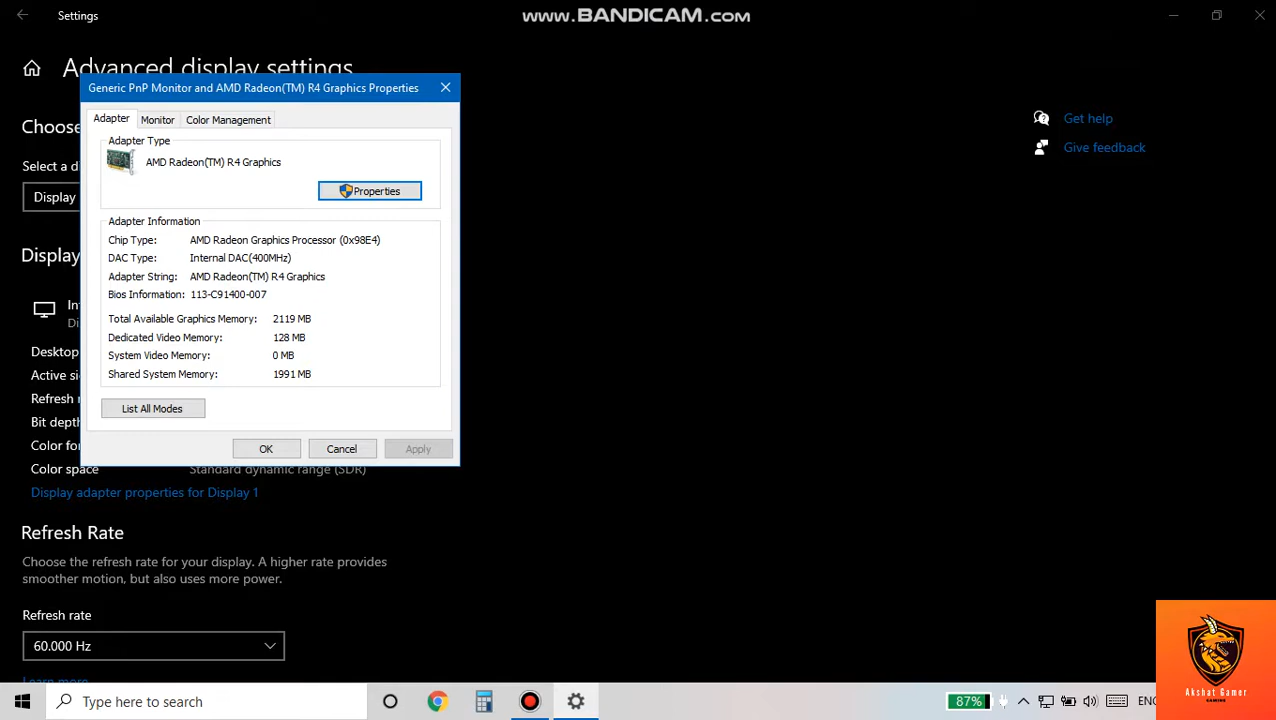 Settings
www.BANDICAM.com
Advanced display settings
Generic PnP Monitor and AMD Radeon(TM) R4 Graphics Properties
Adapter
Monitor
Color Management
Adapter Type
AMD Radeon(TM) R4 Graphics
Properties
Adapter Information
Chip Type: AMD Radeon Graphics Processor (0x98E4)
DAC Type: Internal DAC(400MHz)
Adapter String: AMD Radeon(TM) R4 Graphics
Bios Information: 113-C91400-007
Total Available Graphics Memory: 2119 MB
Dedicated Video Memory: 128 MB
System Video Memory: 0 MB
Shared System Memory: 1991 MB
List All Modes
OK
Cancel
Apply
Choose
Select a di
Display
Display
In
Di
Desktop
Active si
Refresh r
Bit depth
Color for
Color space Standard dynamic range (SDR)
Display adapter properties for Display 1
Refresh Rate
Choose the refresh rate for your display. A higher rate provides
smoother motion, but also uses more power.
Refresh rate
60.000 Hz
Learn more
Get help
Give feedback
Type here to search
87%
ENG
Akshat Gamer
GAMING